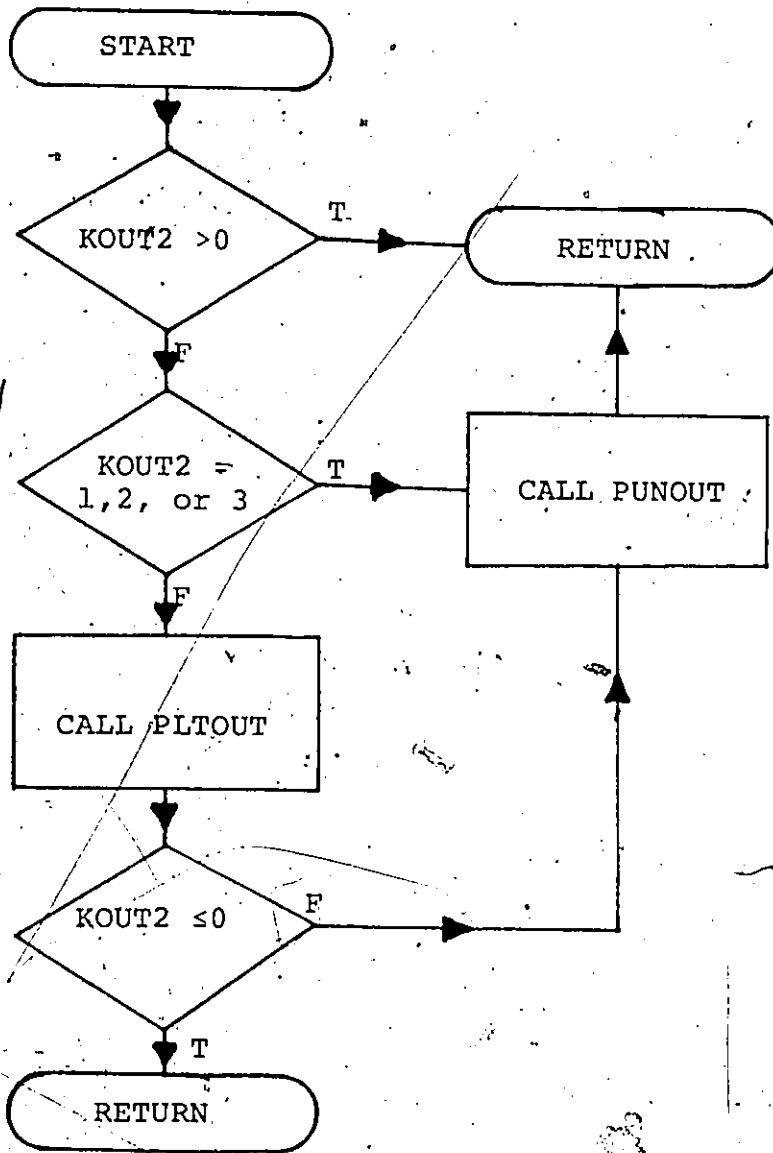 START
KOUT2 >0
T
RETURN
F
KOUT2 =
1,2, or 3
T
CALL PUNOUT
F
CALL PLTOUT
KOUT2 ≤0
F
T
RETURN